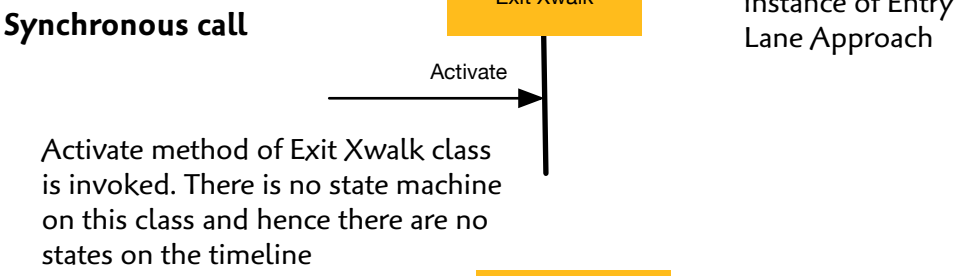 Exit Xwalk
Instance of Entry
Lane Approach
Synchronous call
Activate
Activate method of Exit Xwalk class
is invoked. There is no state machine
on this class and hence there are no
states on the timeline